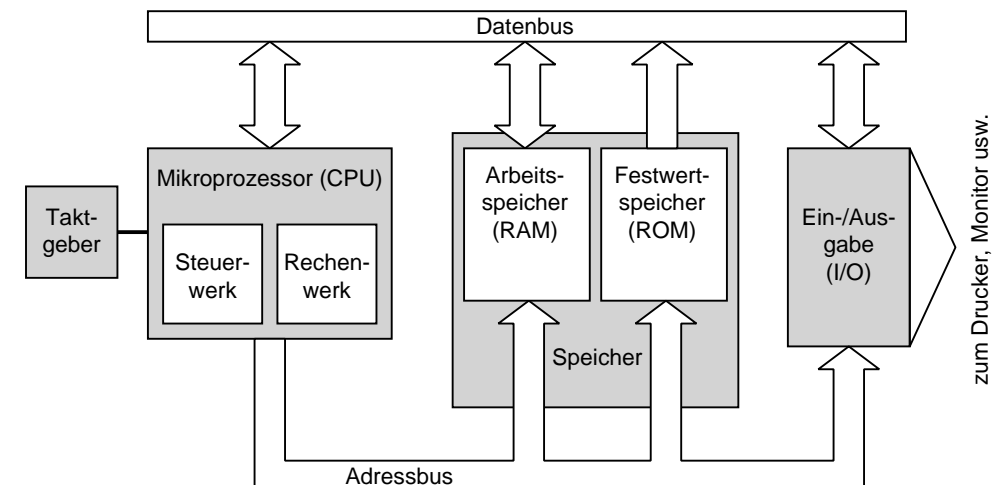 Datenbus
Mikroprozessor (CPU)
Takt-
geber
Steuer-
werk
Rechen-
werk
Arbeits-
speicher
(RAM)
Festwert-
speicher
(ROM)
Speicher
Ein-/Aus-
gabe
(I/O)
zum Drucker, Monitor usw.
Adressbus